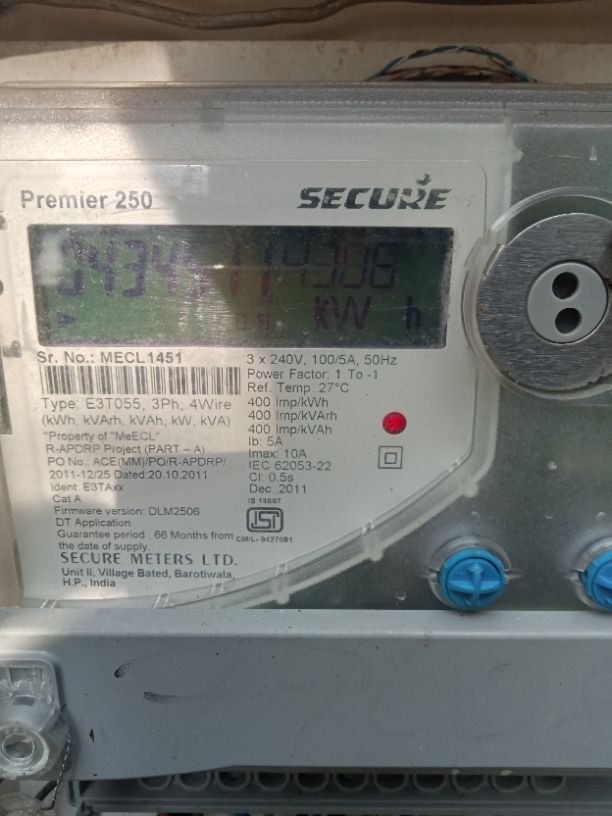 Premier 250
SECURE
kW h
Sr. No.: MECL1451
3 x 240V, 100/5A, 50Hz
Power Factor: 1 To -1
Ref. Temp. 27°C
Type: E3T055, 3Ph, 4Wire
400 Imp/kWh
(kWh, kVArh, kVAh, kW, kVA)
400 Imp/kVArh
400 Imp/kVAh
"Property of "MeECL"
Ib: 5A
R-APDRP Project (PART – A)
Imax: 10A
PO No.: ACE(MM)/PO/R-APDRP/
IEC 62053-22
2011-12/25 Dated:20.10.2011
Cl: 0.5s
Ident: E3TAxx
Dec.,2011
Cat A
IS 14697
Firmware version: DLM2506
DT Application
Guarantee period : 66 Months from
CM/L- 9427081
the date of supply.
SECURE METERS LTD.
Unit II, Village Bated, Barotiwala,
H.P., India